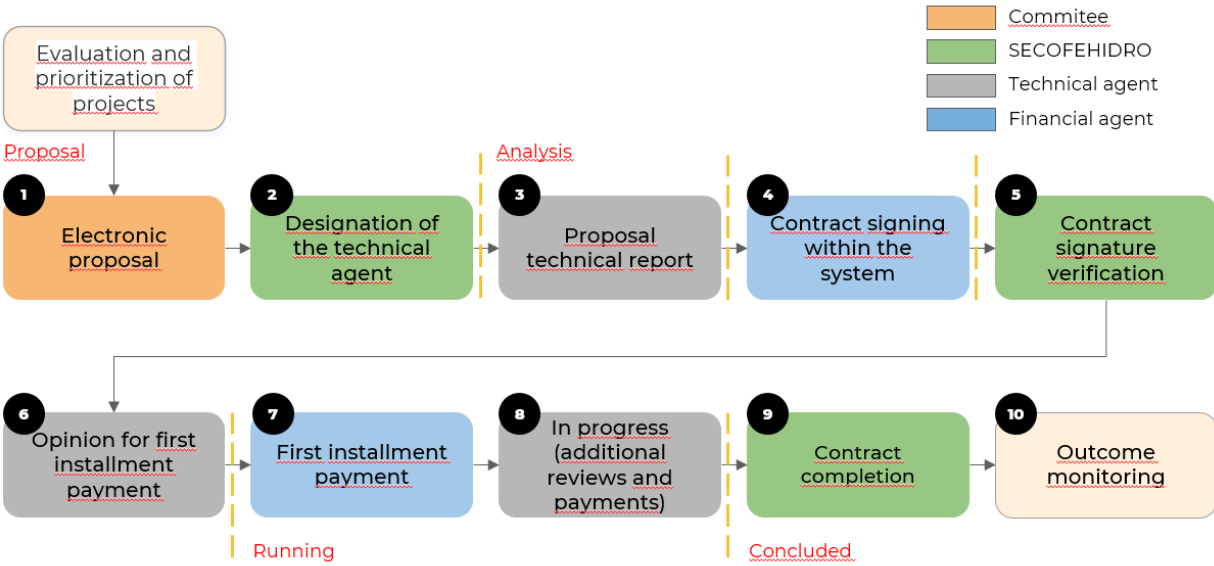 Commitee
SECOFEHIDRO
Technical agent
Financial agent
Evaluation and
prioritization of
projects
Proposal
Analysis
1
Electronic
proposal
2
Designation of
the technical
agent
3
Proposal
technical report
4
Contract signing
within the
system
5
Contract
signature
verification
6
Opinion for first
installment
payment
7
First installment
payment
8
In progress
(additional
reviews and
payments)
9
Contract
completion
10
Outcome
monitoring
Running
Concluded